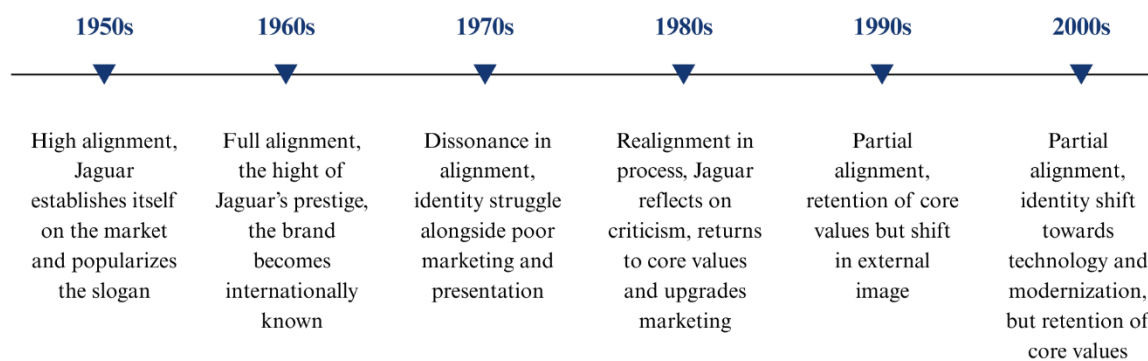 1950s
1960s
1970s
1980s
1990s
2000s
High alignment,
Jaguar
establishes itself
on the market
and popularizes
the slogan
Full alignment,
the hight of
Jaguar’s prestige,
the brand
becomes
internationally
known
Dissonance in
alignment,
identity struggle
alongside poor
marketing and
presentation
Realignment in
process, Jaguar
reflects on
criticism, returns
to core values
and upgrades
marketing
Partial
alignment,
retention of core
values but shift
in external
image
Partial
alignment,
identity shift
towards
technology and
modernization,
but retention of
core values